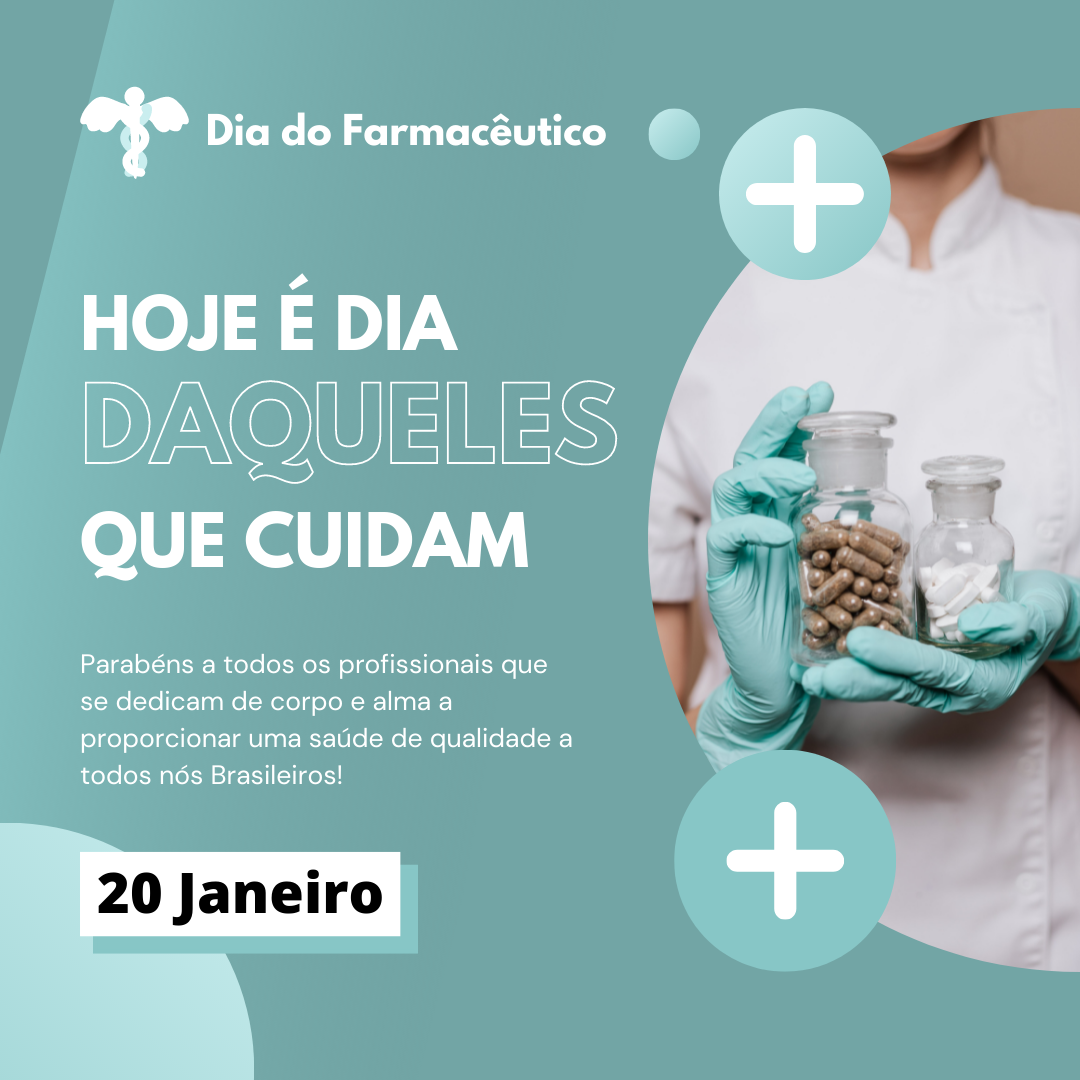 Dia do Farmacêutico
HOJE É DIA
DAQUELES
QUE CUIDAM
Parabéns a todos os profissionais que
se dedicam de corpo e alma a
proporcionar uma saúde de qualidade a
todos nós Brasileiros!
20 Janeiro